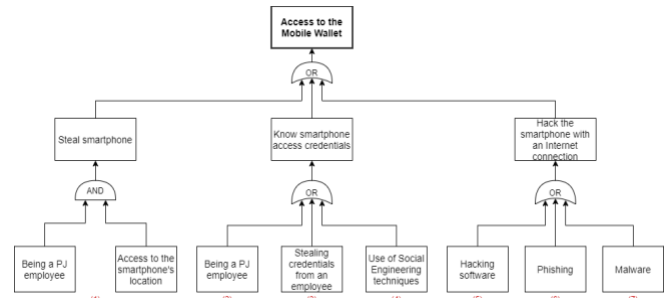 Access to the
Mobile Wallet
OR
Steal smartphone
Know smartphone
access credentials
Hack the
smartphone with
an Internet
connection
AND
OR
OR
Being a PJ
employee
Access to the
smartphone's
location
Being a PJ
employee
Stealing
credentials
from an
employee
Use of Social
Engineering
techniques
Hacking
software
Phishing
Malware